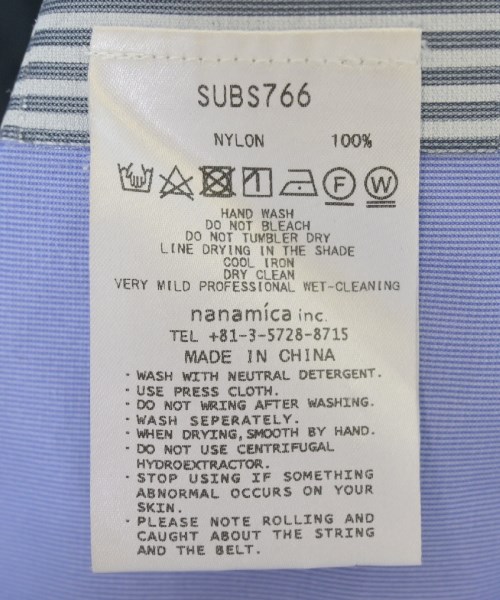 SUBS766
NYLON 100%
F W
HAND WASH
DO NOT BLEACH
DO NOT TUMBLER DRY
LINE DRYING IN THE SHADE
COOL IRON
DRY CLEAN
VERY MILD PROFESSIONAL WET-CLEANING
nanamíca inc.
TEL +81-3-5728-8715
MADE IN CHINA
· WASH WITH NEUTRAL DETERGENT.
· USE PRESS CLOTH.
· DO NOT WRING AFTER WASHING.
· WASH SEPERATELY.
· WHEN DRYING, SMOOTH BY HAND.
· DO NOT USE CENTRIFUGAL
HYDROEXTRACTOR.
· STOP USING IF SOMETHING
ABNORMAL OCCURS ON YOUR
SKIN.
· PLEASE NOTE ROLLING AND
CAUGHT ABOUT THE STRING
AND THE BELT.